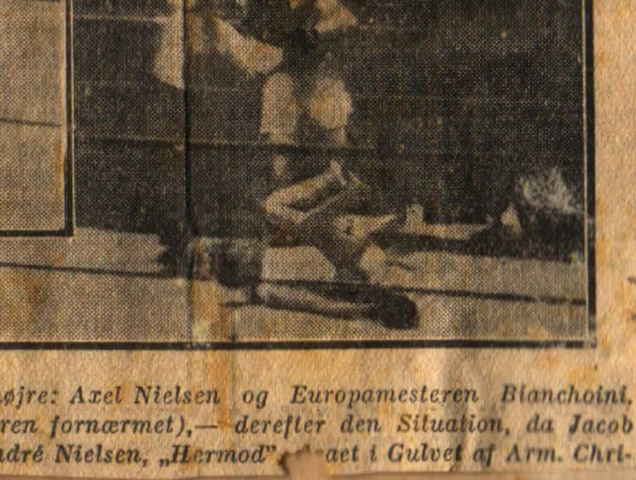 øjre: Axel Nielsen og Europamesteren Bianchoini,
ren fornærmet),— derefter den Situation, da Jacob
ndré Nielsen, „Hermod", aet i Gulvet af Arm. Chri-